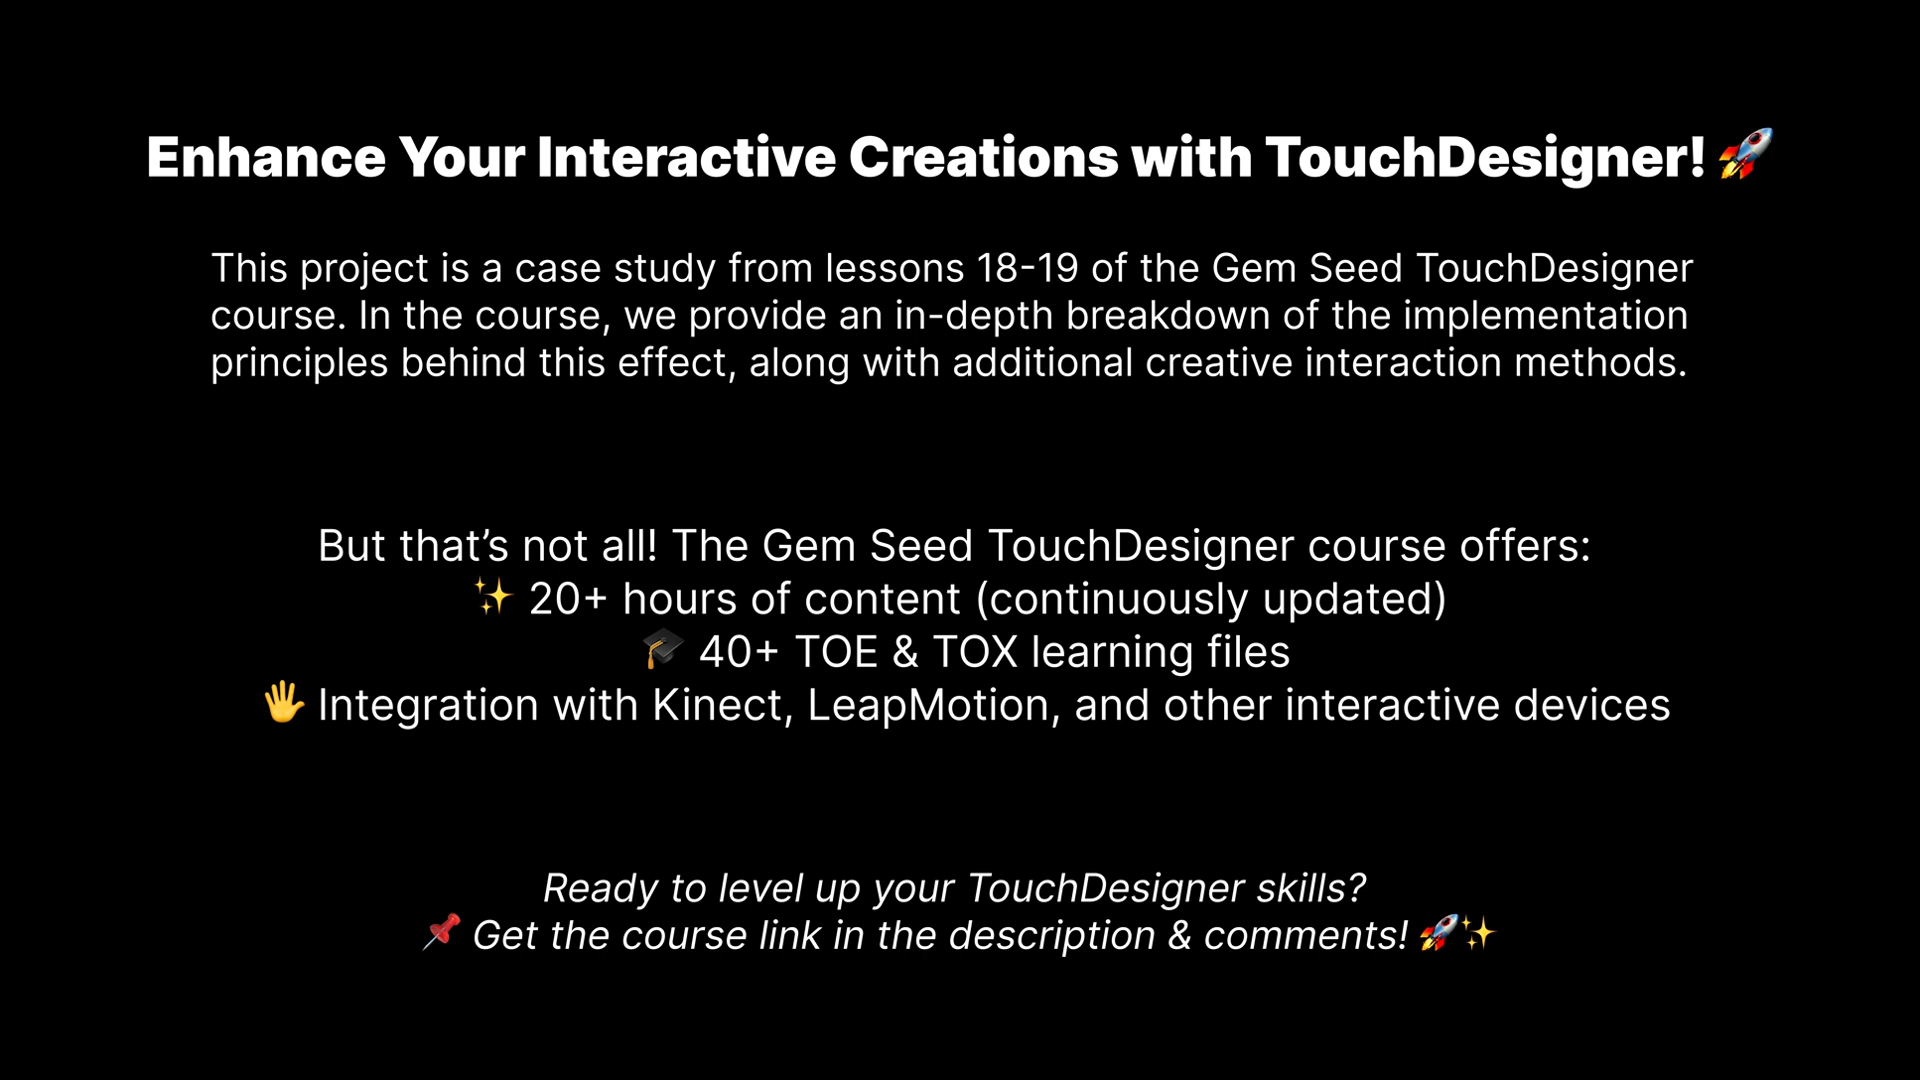 Enhance Your Interactive Creations with TouchDesigner! 🚀
This project is a case study from lessons 18-19 of the Gem Seed TouchDesigner
course. In the course, we provide an in-depth breakdown of the implementation
principles behind this effect, along with additional creative interaction methods.
But that’s not all! The Gem Seed TouchDesigner course offers:
✨ 20+ hours of content (continuously updated)
🎓 40+ TOE & TOX learning files
🖐 Integration with Kinect, LeapMotion, and other interactive devices
Ready to level up your TouchDesigner skills?
📌 Get the course link in the description & comments! 🚀✨